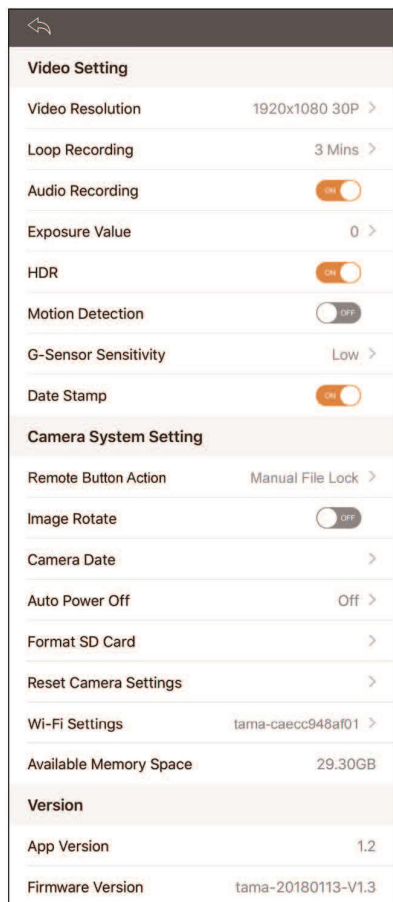 Video Setting
Video Resolution 1920x1080 30P >
Loop Recording 3 Mins >
Audio Recording ON
Exposure Value 0 >
HDR ON
Motion Detection OFF
G-Sensor Sensitivity Low >
Date Stamp ON
Camera System Setting
Remote Button Action Manual File Lock >
Image Rotate OFF
Camera Date >
Auto Power Off Off >
Format SD Card >
Reset Camera Settings >
Wi-Fi Settings tama-caecc948af01 >
Available Memory Space 29.30GB
Version
App Version 1.2
Firmware Version tama-20180113-V1.3